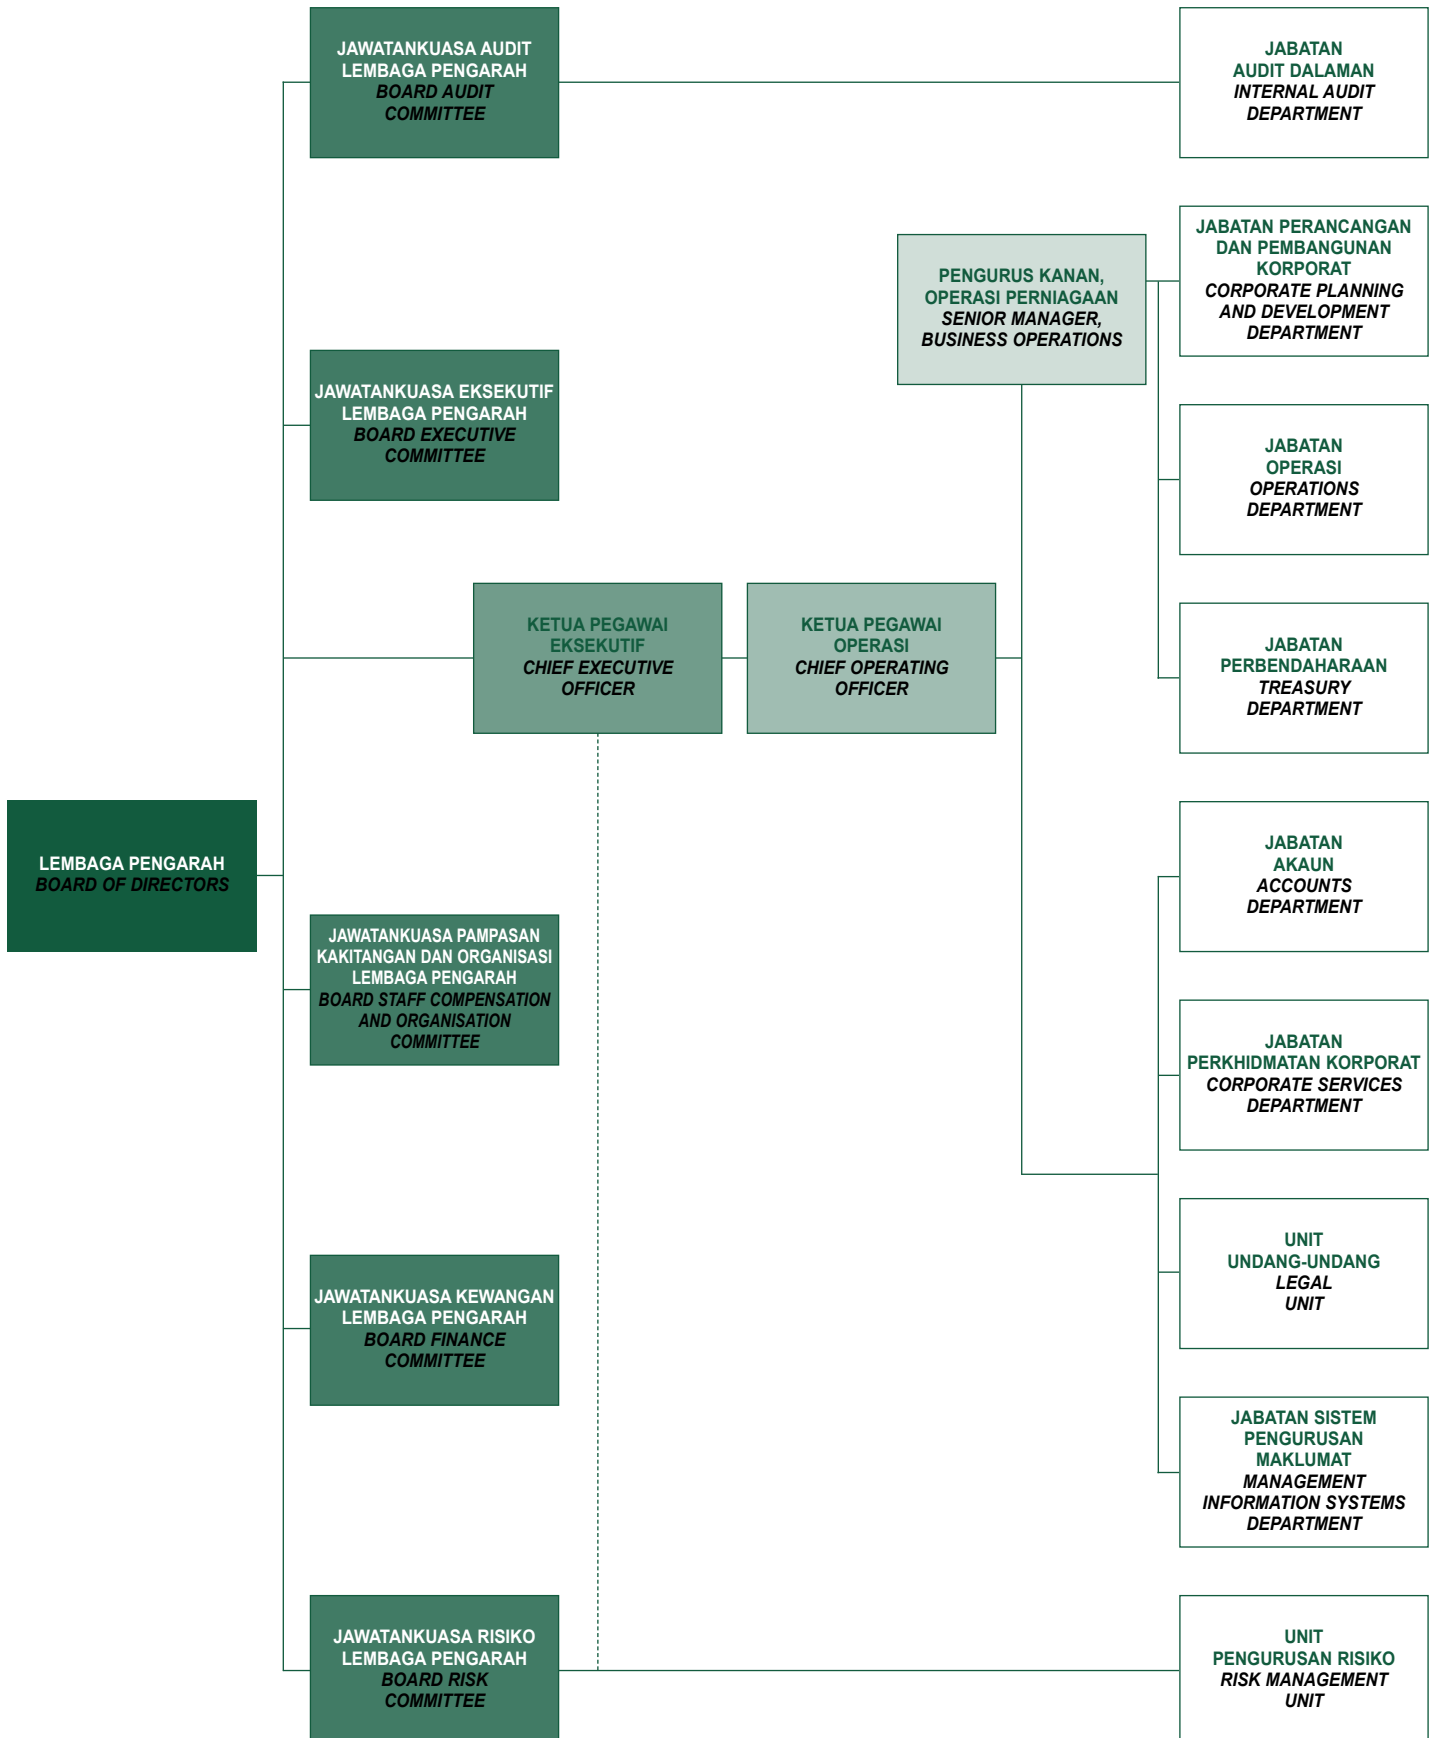 JAWATANKUASA AUDIT
LEMBAGA PENGARAH
BOARD AUDIT
COMMITTEE
JABATAN
AUDIT DALAMAN
INTERNAL AUDIT
DEPARTMENT
JABATAN PERANCANGAN
DAN PEMBANGUNAN
KORPORAT
CORPORATE PLANNING
AND DEVELOPMENT
DEPARTMENT
PENGURUS KANAN,
OPERASI PERNIAGAAN
SENIOR MANAGER,
BUSINESS OPERATIONS
JAWATANKUASA EKSEKUTIF
LEMBAGA PENGARAH
BOARD EXECUTIVE
COMMITTEE
JABATAN
OPERASI
OPERATIONS
DEPARTMENT
KETUA PEGAWAI
EKSEKUTIF
CHIEF EXECUTIVE
OFFICER
KETUA PEGAWAI
OPERASI
CHIEF OPERATING
OFFICER
JABATAN
PERBENDAHARAAN
TREASURY
DEPARTMENT
LEMBAGA PENGARAH
BOARD OF DIRECTORS
JABATAN
AKAUN
ACCOUNTS
DEPARTMENT
JAWATANKUASA PAMPASAN
KAKITANGAN DAN ORGANISASI
LEMBAGA PENGARAH
BOARD STAFF COMPENSATION
AND ORGANISATION
COMMITTEE
JABATAN
PERKHIDMATAN KORPORAT
CORPORATE SERVICES
DEPARTMENT
UNIT
UNDANG-UNDANG
LEGAL
UNIT
JAWATANKUASA KEWANGAN
LEMBAGA PENGARAH
BOARD FINANCE
COMMITTEE
JABATAN SISTEM
PENGURUSAN
MAKLUMAT
MANAGEMENT
INFORMATION SYSTEMS
DEPARTMENT
JAWATANKUASA RISIKO
LEMBAGA PENGARAH
BOARD RISK
COMMITTEE
UNIT
PENGURUSAN RISIKO
RISK MANAGEMENT
UNIT